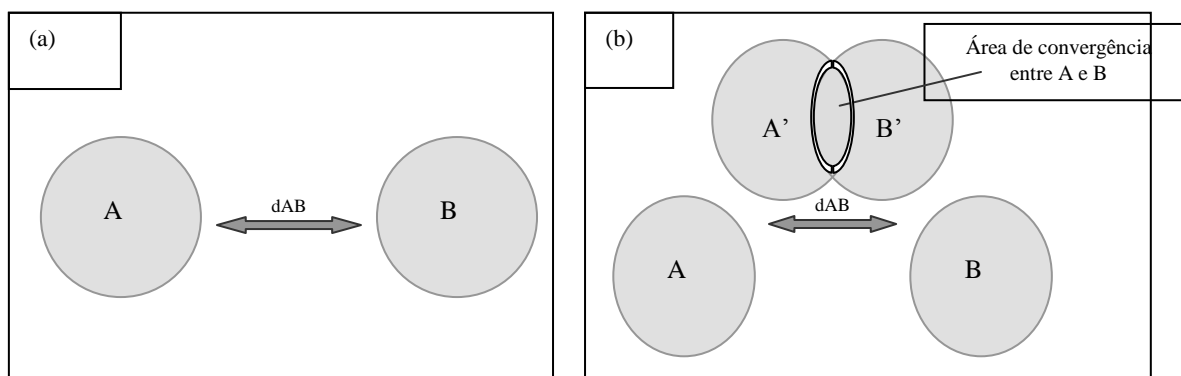 (a)
A
dAB
B
(b)
Área de convergência
entre A e B
A’
B’
dAB
A
B